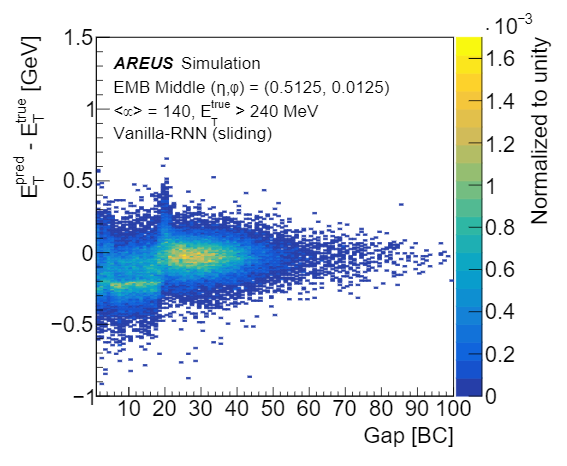 · 10⁻³
1.5
AREUS Simulation
EMB Middle (η,φ) = (0.5125, 0.0125)
<∝> = 140, E_T^true > 240 MeV
Vanilla-RNN (sliding)
1
0.5
0
−0.5
−1
E_T^pred - E_T^true [GeV]
10 20 30 40 50 60 70 80 90 100
Gap [BC]
1.6
1.4
1.2
1
0.8
0.6
0.4
0.2
0
Normalized to unity